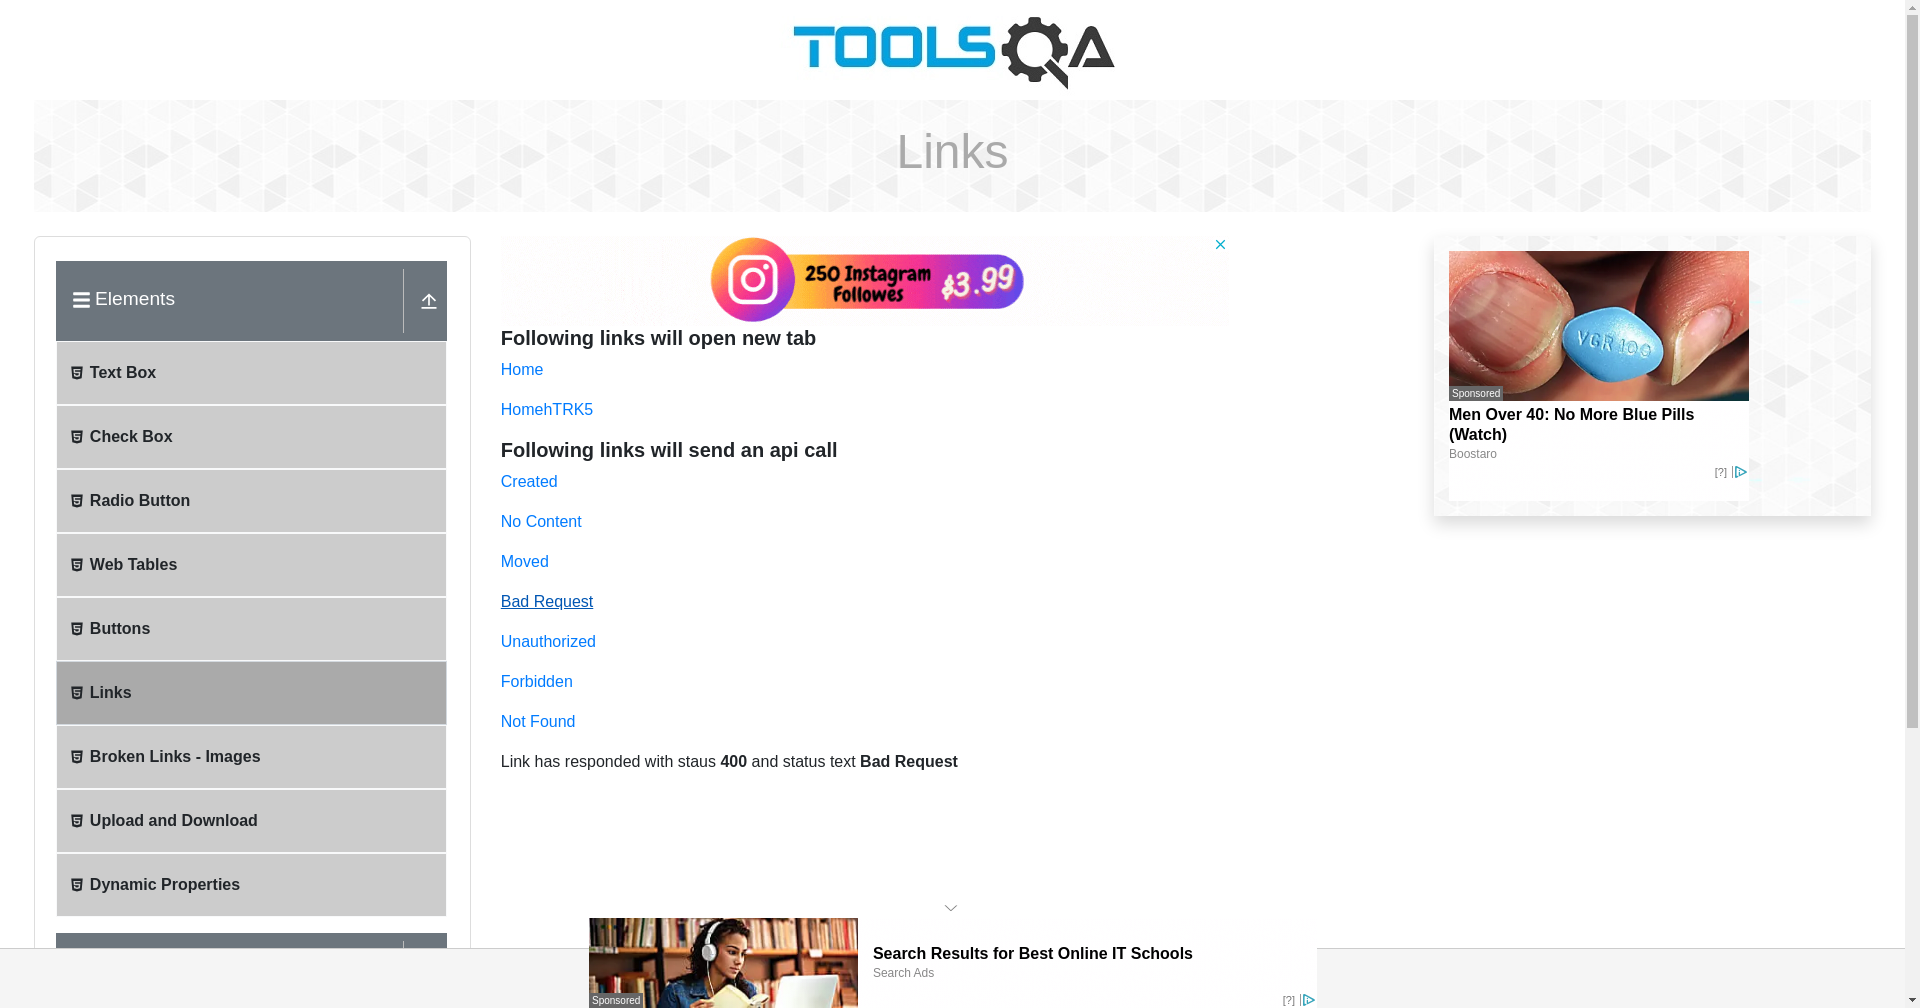 TOOLSQA
Links
Elements
Text Box
Check Box
Radio Button
Web Tables
Buttons
Links
Broken Links - Images
Upload and Download
Dynamic Properties
250 Instagram
Followes
$3.99
Following links will open new tab
Home
HomehTRK5
Following links will send an api call
Created
No Content
Moved
Bad Request
Unauthorized
Forbidden
Not Found
Link has responded with staus 400 and status text Bad Request
VGR 100
Sponsored
Men Over 40: No More Blue Pills
(Watch)
Boostaro
[?]
Search Results for Best Online IT Schools
Search Ads
Sponsored
[?]